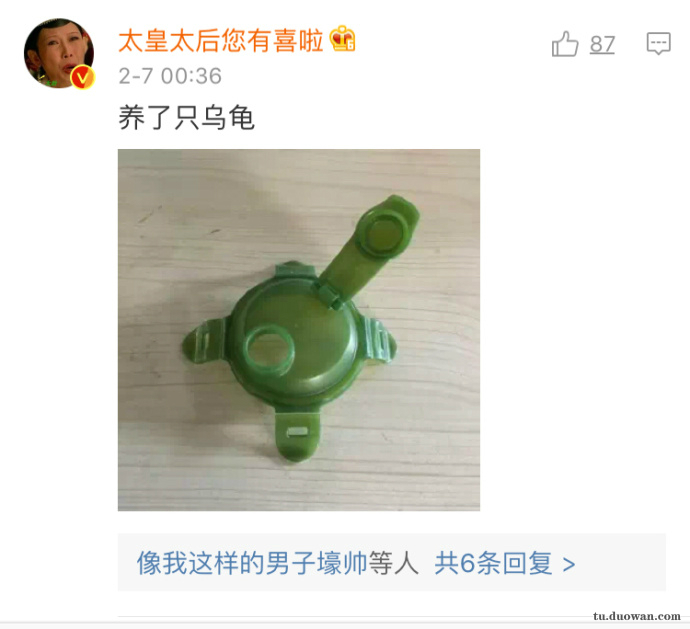 太皇太后您有喜啦
87
2-7 00:36
养了只乌龟
像我这样的男子壕帅等人 共6条回复 >
tu.duowan.com